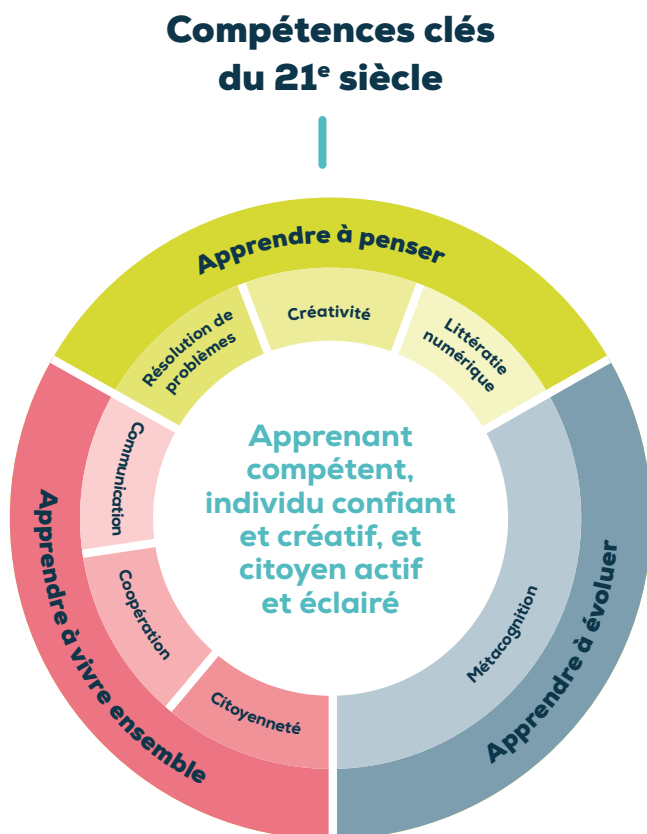 Compétences clés
du 21e siècle
Apprendre à penser
Résolution de
problèmes
Créativité
Littératie
numérique
Communication
Coopération
Citoyenneté
Apprendre à vivre ensemble
Apprenant
compétent,
individu confiant
et créatif, et
citoyen actif
et éclairé
Métacognition
Apprendre à évoluer